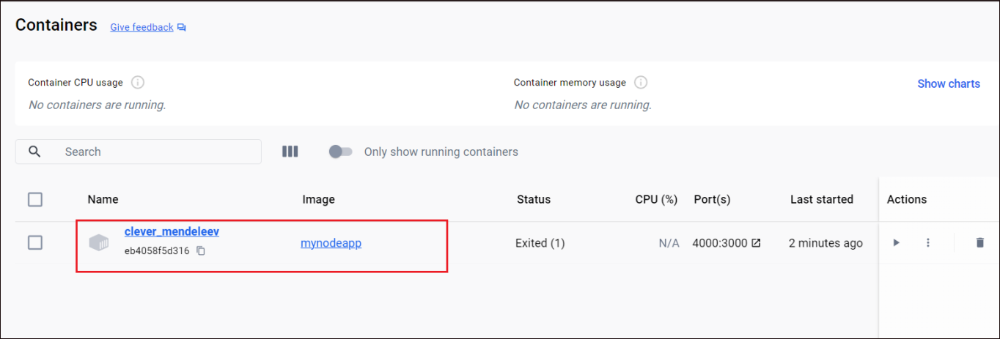 Containers Give feedback
Container CPU usage Container memory usage Show charts
No containers are running. No containers are running.
Search Only show running containers
Name Image Status CPU (%) Port(s) Last started Actions
clever_mendeleev
mynodeapp Exited (1) N/A 4000:3000 2 minutes ago
eb4058f5d316